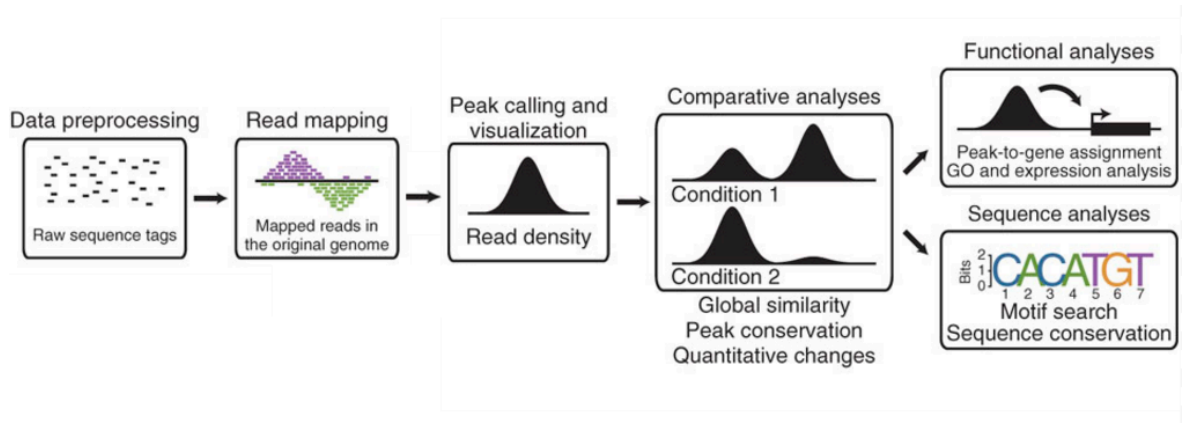 Data preprocessing
Raw sequence tags
Read mapping
Mapped reads in
the original genome
Peak calling and
visualization
Read density
Comparative analyses
Condition 1
Condition 2
Global similarity
Peak conservation
Quantitative changes
Functional analyses
Peak-to-gene assignment
GO and expression analysis
Sequence analyses
Bits
2
1
0
CACATGT
1 2 3 4 5 6 7
Motif search
Sequence conservation